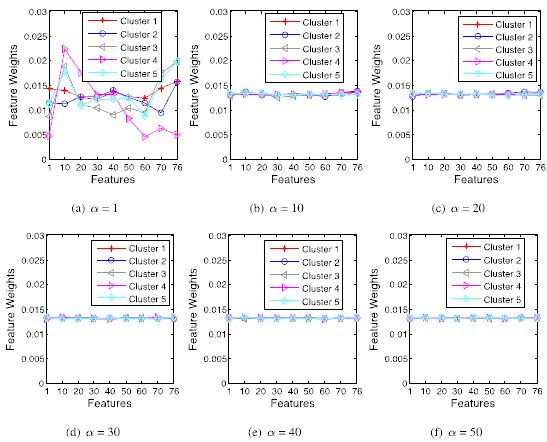 0.03
0.025
0.02
0.015
0.01
0.005
0
Feature Weights
Cluster 1
Cluster 2
Cluster 3
Cluster 4
Cluster 5
1 10 20 30 40 50 60 70 76
Features
(a) α = 1
0.03
0.025
0.02
0.015
0.01
0.005
0
Feature Weights
Cluster 1
Cluster 2
Cluster 3
Cluster 4
Cluster 5
1 10 20 30 40 50 60 70 76
Features
(b) α = 10
0.03
0.025
0.02
0.015
0.01
0.005
0
Feature Weights
Cluster 1
Cluster 2
Cluster 3
Cluster 4
Cluster 5
1 10 20 30 40 50 60 70 76
Features
(c) α = 20
0.03
0.025
0.02
0.015
0.01
0.005
0
Feature Weights
Cluster 1
Cluster 2
Cluster 3
Cluster 4
Cluster 5
1 10 20 30 40 50 60 70 76
Features
(d) α = 30
0.03
0.025
0.02
0.015
0.01
0.005
0
Feature Weights
Cluster 1
Cluster 2
Cluster 3
Cluster 4
Cluster 5
1 10 20 30 40 50 60 70 76
Features
(e) α = 40
0.03
0.025
0.02
0.015
0.01
0.005
0
Feature Weights
Cluster 1
Cluster 2
Cluster 3
Cluster 4
Cluster 5
1 10 20 30 40 50 60 70 76
Features
(f) α = 50